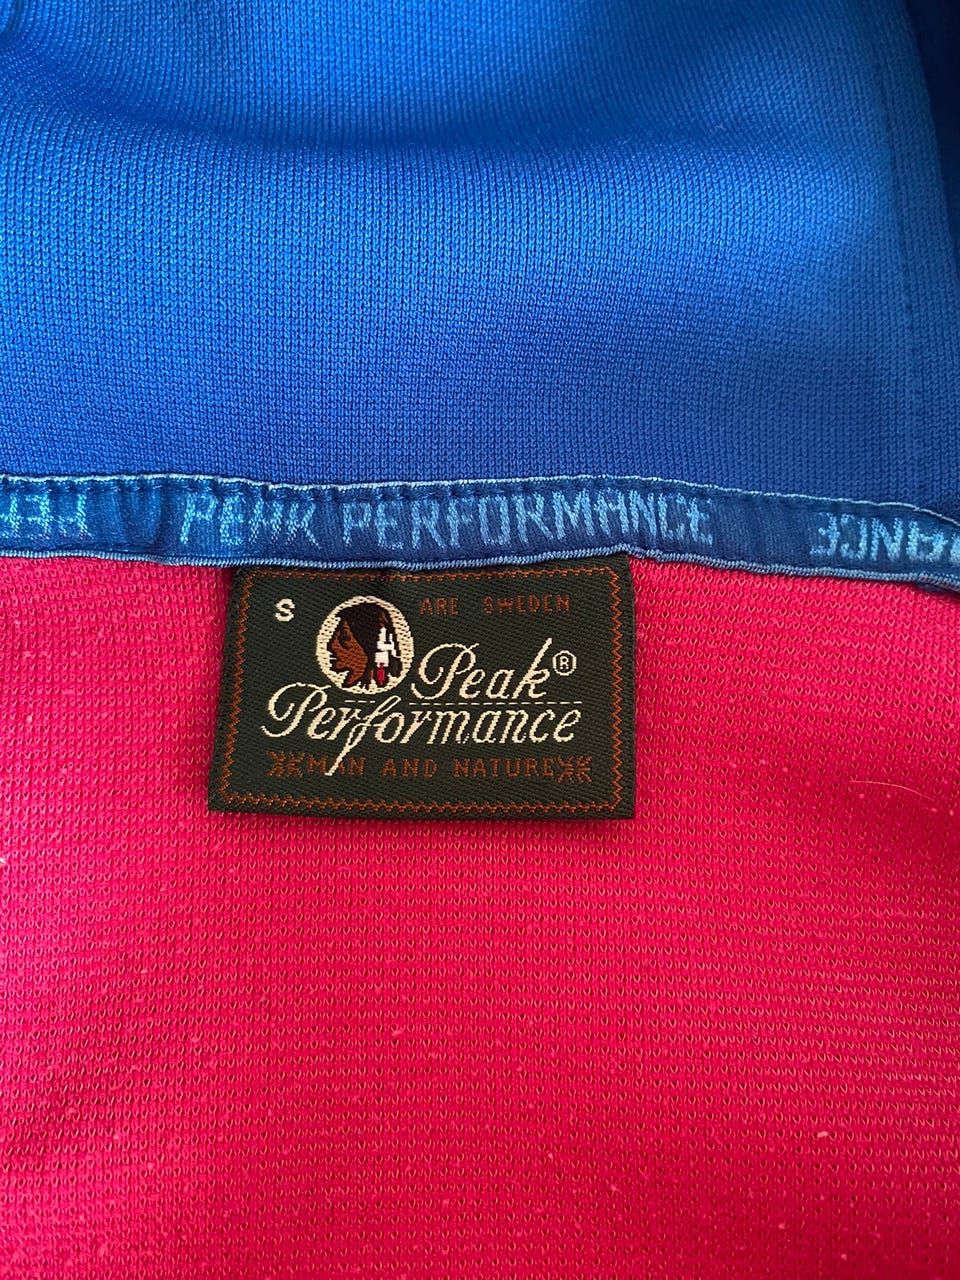 PEAK PERFORMANCE
S
ARE SWEDEN
Peak®
Performance
MAN AND NATURE